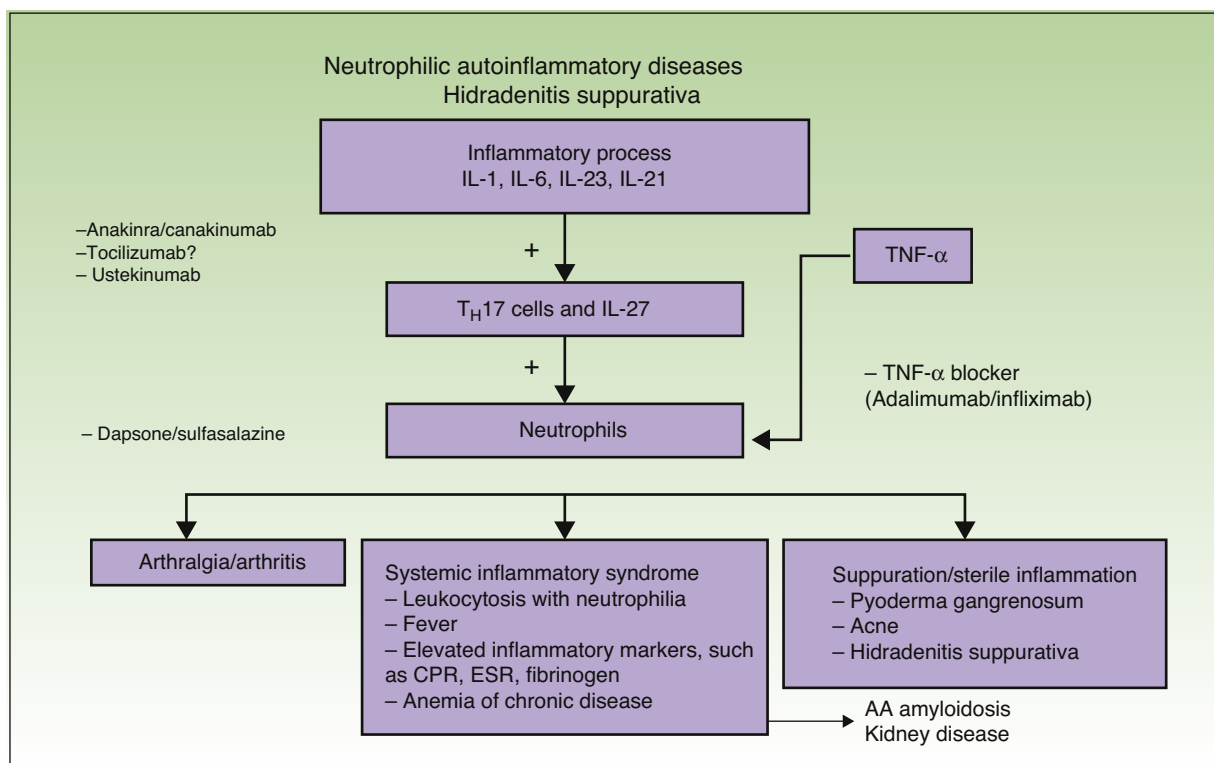 Neutrophilic autoinflammatory diseases
Hidradenitis suppurativa
Inflammatory process
IL-1, IL-6, IL-23, IL-21
–Anakinra/canakinumab
–Tocilizumab?
– Ustekinumab
+
TNF-α
TH17 cells and IL-27
+
– TNF-α blocker
(Adalimumab/infliximab)
– Dapsone/sulfasalazine
Neutrophils
Arthralgia/arthritis
Systemic inflammatory syndrome
– Leukocytosis with neutrophilia
– Fever
– Elevated inflammatory markers, such
as CPR, ESR, fibrinogen
– Anemia of chronic disease
Suppuration/sterile inflammation
– Pyoderma gangrenosum
– Acne
– Hidradenitis suppurativa
AA amyloidosis
Kidney disease